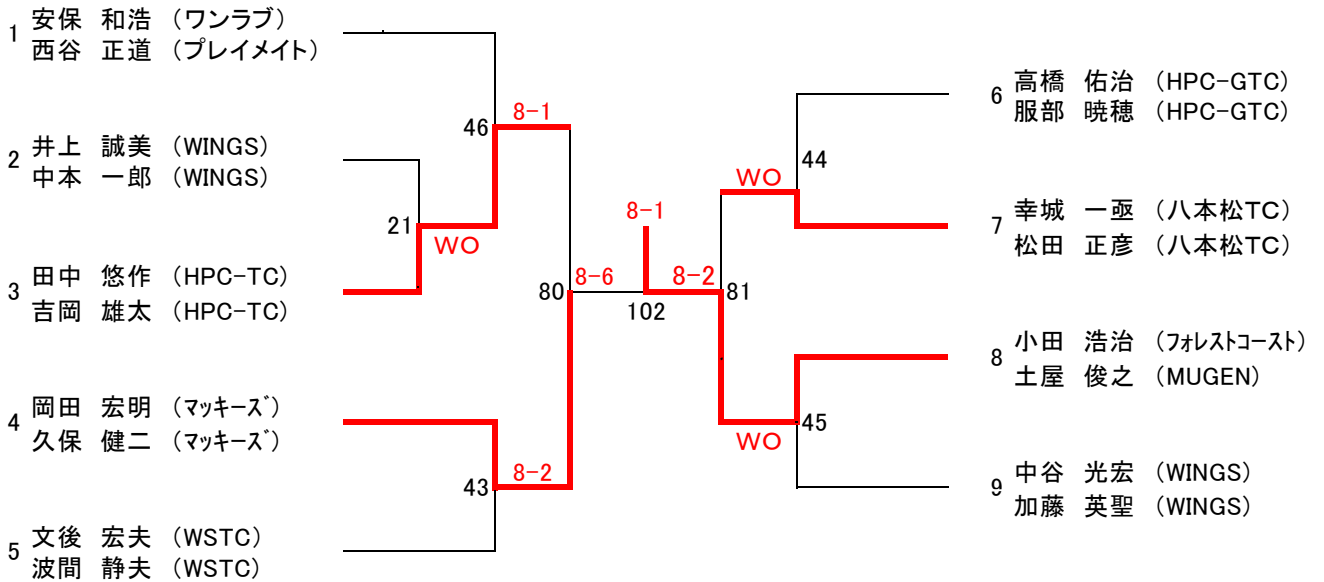 1 安保 和浩 （ワンラブ）
西谷 正道 （プレイメイト）
2 井上 誠美 （WINGS）
中本 一郎 （WINGS）
3 田中 悠作 （HPC-TC）
吉岡 雄太 （HPC-TC）
4 岡田 宏明 （ﾏｯｷｰｽﾞ）
久保 健二 （ﾏｯｷｰｽﾞ）
5 文後 宏夫 （WSTC）
波間 静夫 （WSTC）
46
8-1
21
WO
43
8-2
80
8-6
8-1
102
8-2
81
WO
44
WO
45
6 高橋 佑治 （HPC-GTC）
服部 暁穂 （HPC-GTC）
7 幸城 一亟 （八本松TC）
松田 正彦 （八本松TC）
8 小田 浩治 （ﾌｫﾚｽﾄｺｰｽﾄ）
土屋 俊之 （MUGEN）
9 中谷 光宏 （WINGS）
加藤 英聖 （WINGS）